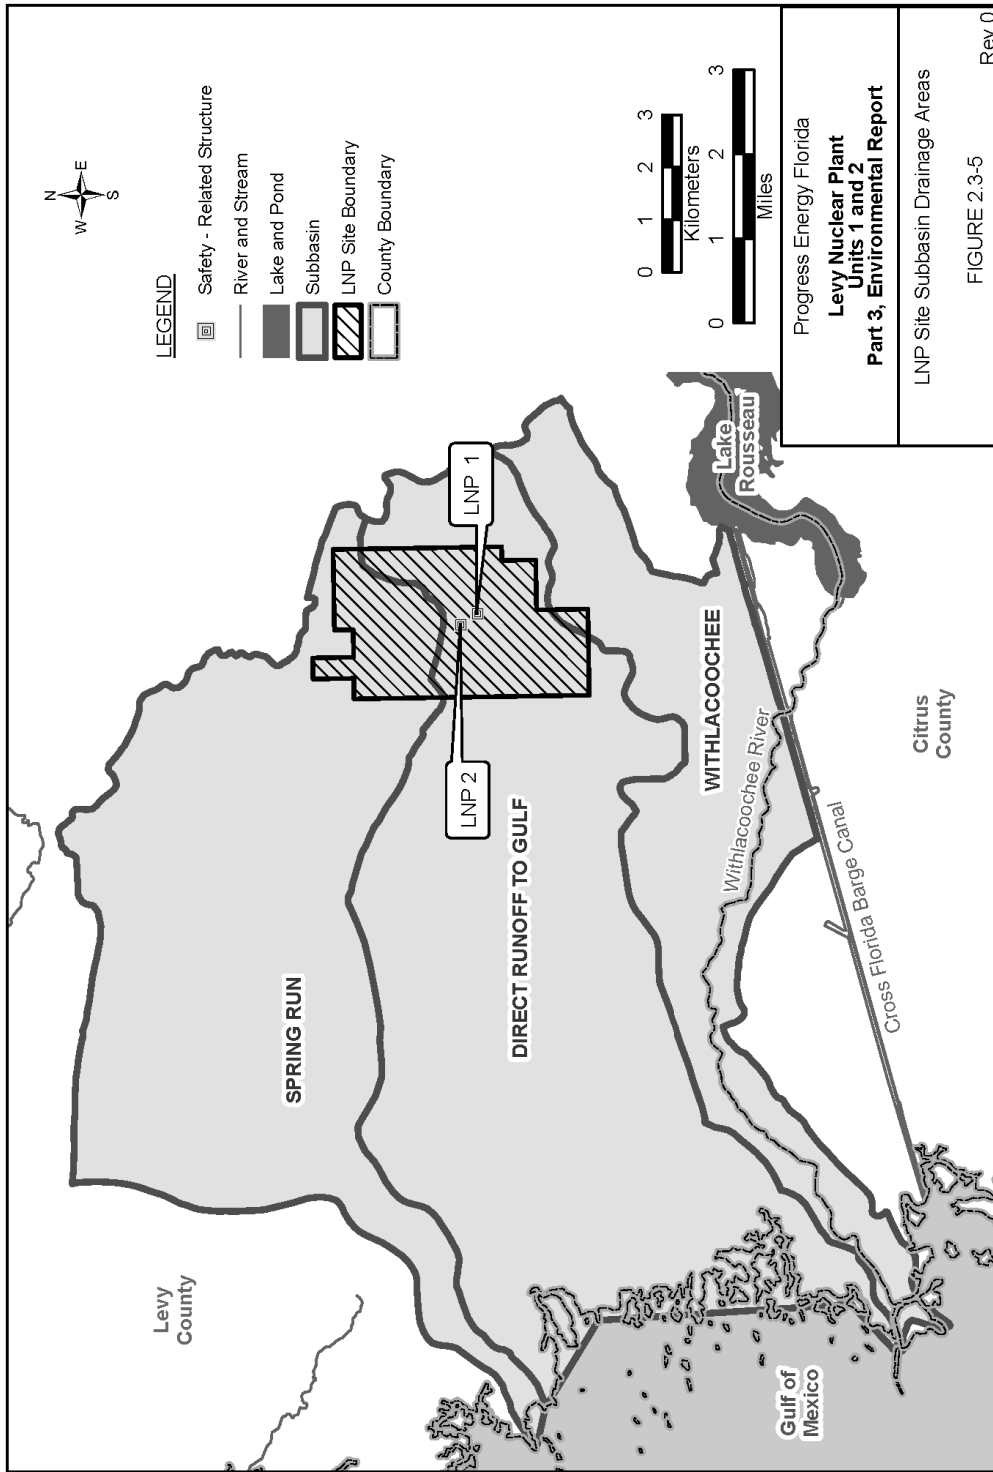 N
W
E
S
LEGEND
Safety - Related Structure
River and Stream
Lake and Pond
Subbasin
LNP Site Boundary
County Boundary
Levy
County
SPRING RUN
DIRECT RUNOFF TO GULF
LNP 2
LNP 1
WITHLACOOCHEE
Withlacoochee River
Cross Florida Barge Canal
Lake
Rousseau
Citrus
County
Gulf of
Mexico
0 1 2 3
Kilometers
0 1 2 3
Miles
Progress Energy Florida
Levy Nuclear Plant
Units 1 and 2
Part 3, Environmental Report
LNP Site Subbasin Drainage Areas
FIGURE 2.3-5
Rev 0